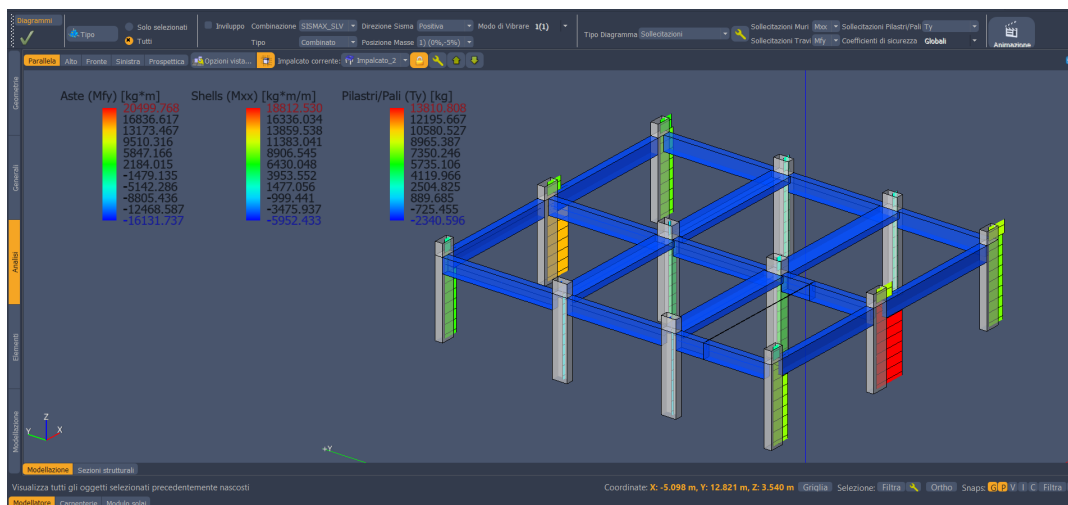 Diagrammi
Tipo
Solo selezionati
Tutti
Inviluppo Combinazione SISMAX_SLV Direzione Sisma Positiva Modo di Vibrare 1(1)
Tipo Combinato Posizione Masse 1) (0%,-5%)
Tipo Diagramma Sollecitazioni
Sollecitazioni Muri Mxx Sollecitazioni Pilastri/Pali Ty
Sollecitazioni Travi Mfy Coefficienti di sicurezza Globali
Animazione
Parallela Alto Fronte Sinistra Prospettica Opzioni vista... Impalcato corrente: Impalcato_2
Geometrie
Generali
Analisi
Elementi
Modellazione
Aste (Mfy) [kg*m] Shells (Mxx) [kg*m/m] Pilastri/Pali (Ty) [kg]
20499.768 18812.530 13810.808
16836.617 16336.034 12195.667
13173.467 13859.538 10580.527
9510.316 11383.041 8965.387
5847.166 8906.545 7350.246
2184.015 6430.048 5735.106
-1479.135 3953.552 4119.966
-5142.286 1477.056 2504.825
-8805.436 -999.441 889.685
-12468.587 -3475.937 -725.455
-16131.737 -5952.433 -2340.596
Z
Y X
+Y
Modellazione Sezioni strutturali
Visualizza tutti gli oggetti selezionati precedentemente nascosti
Coordinate: X: -5.098 m, Y: 12.821 m, Z: 3.540 m Griglia Selezione: Filtra Ortho Snaps: G P V I C Filtra
Modellatore Carpenterie Modulo solai